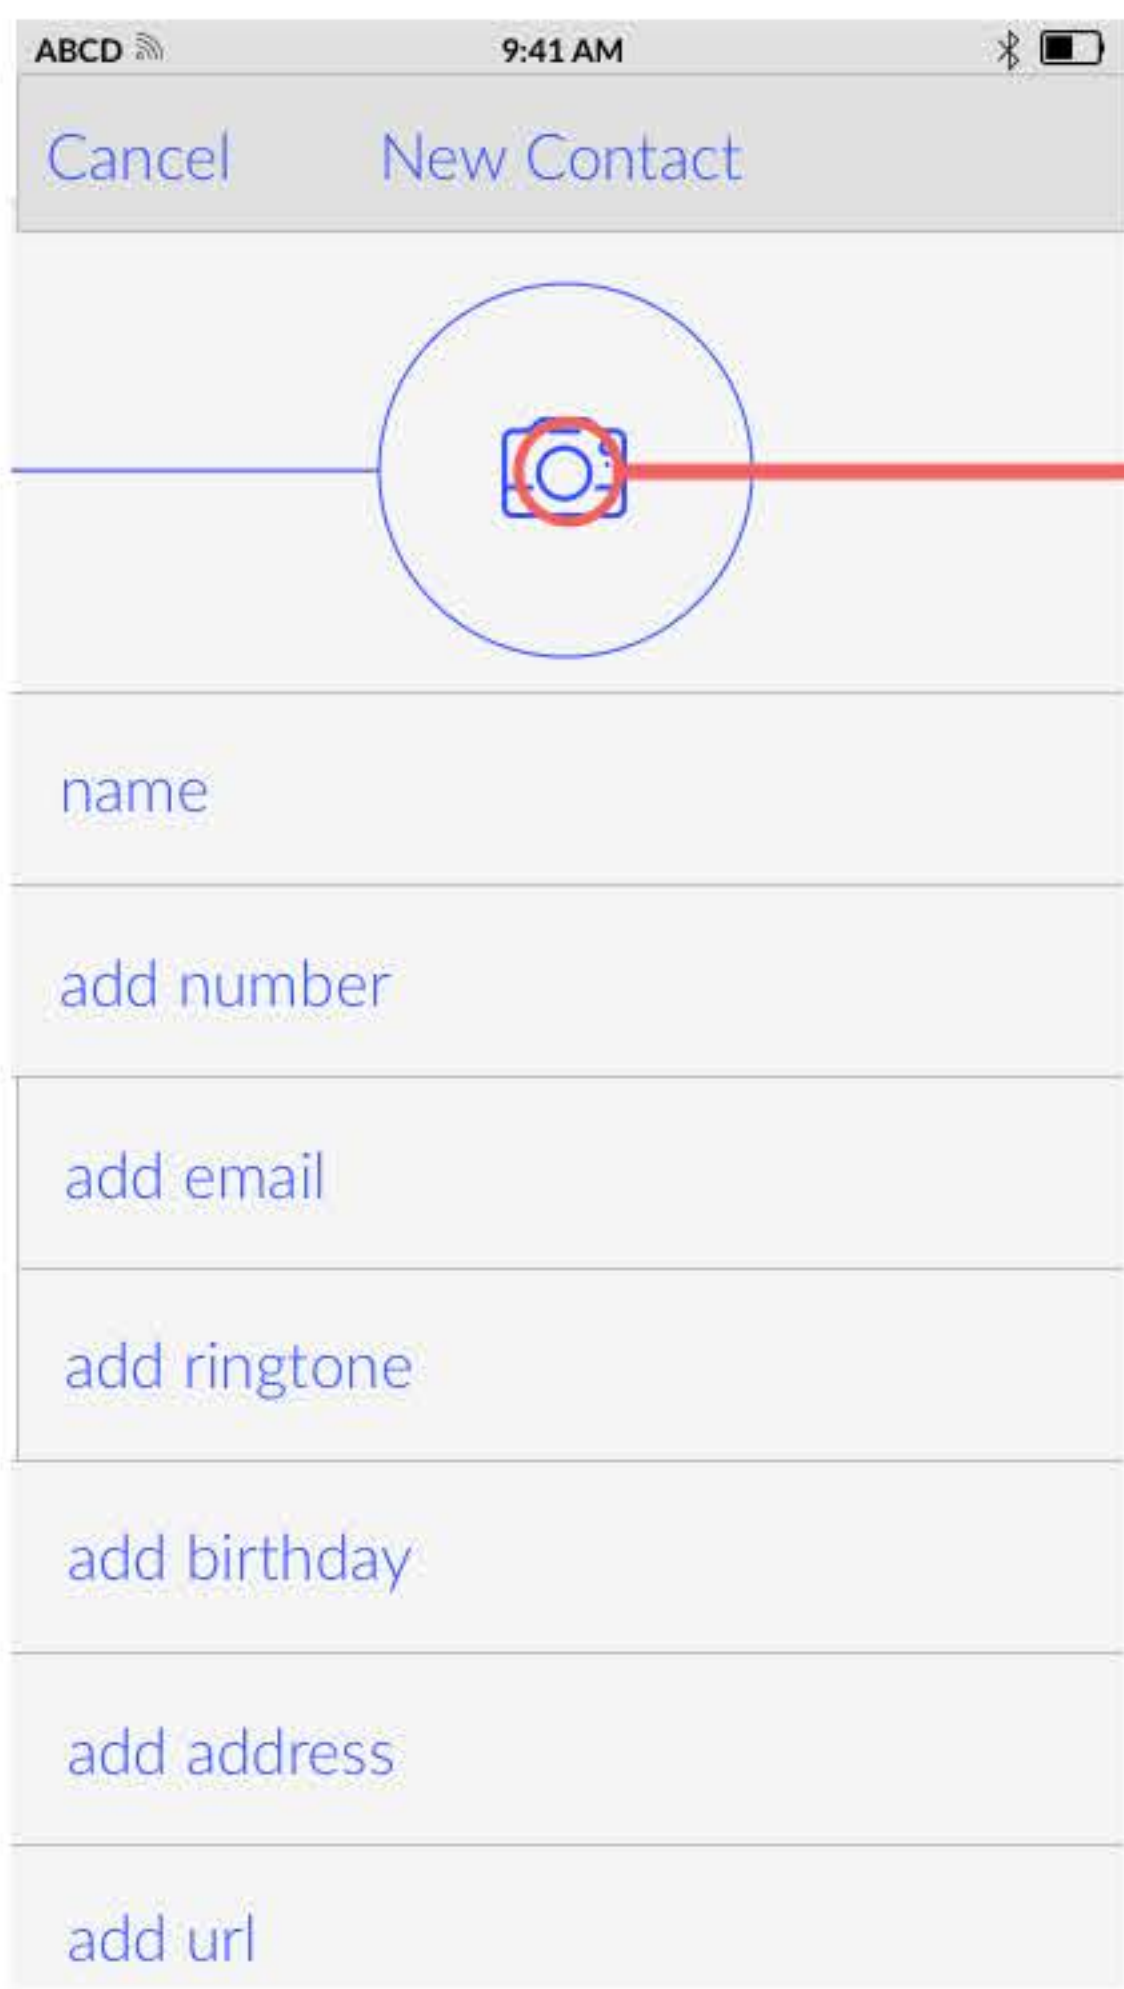 ABCD 9:41 AM
Cancel New Contact
name
add number
add email
add ringtone
add birthday
add address
add url